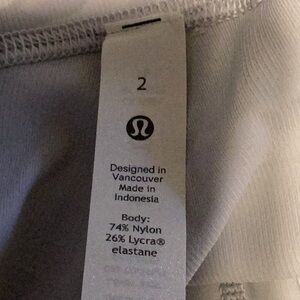 2
Designed in
Vancouver
Made in
Indonesia
Body:
74% Nylon
26% Lycra®
elastane